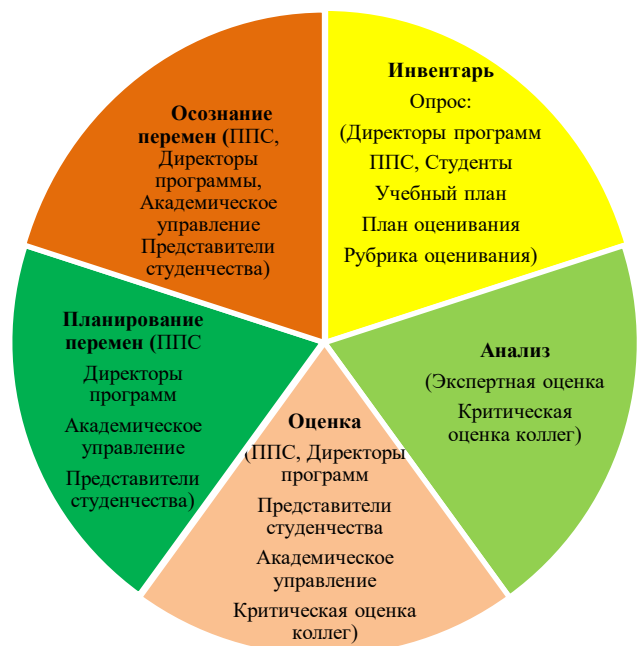 Инвентарь
Опрос:
(Директоры программ
ППС, Студенты
Учебный план
План оценивания
Рубрика оценивания)
Анализ
(Экспертная оценка
Критическая
оценка коллег)
Оценка
(ППС, Директоры
программ
Представители
студенчества
Академическое
управление
Критическая оценка
коллег)
Планирование
перемен (ППС
Директоры
программ
Академическое
управление
Представители
студенчества)
Осознание
перемен (ППС,
Директоры
программы,
Академическое
управление
Представители
студенчества)